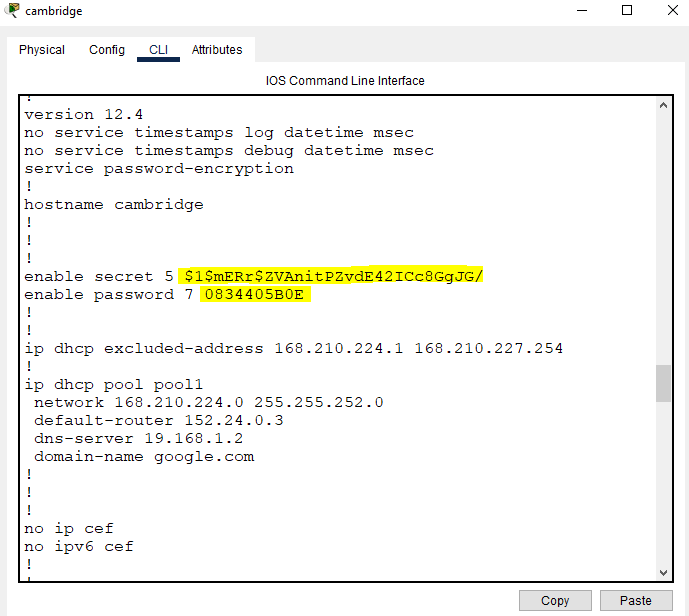 cambridge
Physical Config CLI Attributes
IOS Command Line Interface
!
version 12.4
no service timestamps log datetime msec
no service timestamps debug datetime msec
service password-encryption
!
hostname cambridge
!
!
!
enable secret 5 $1$mERr$ZVAnitPZvdE42ICc8GgJG/
enable password 7 0834405B0E
!
!
ip dhcp excluded-address 168.210.224.1 168.210.227.254
!
ip dhcp pool pool1
network 168.210.224.0 255.255.252.0
default-router 152.24.0.3
dns-server 19.168.1.2
domain-name google.com
!
!
!
no ip cef
no ipv6 cef
!
!
Copy Paste